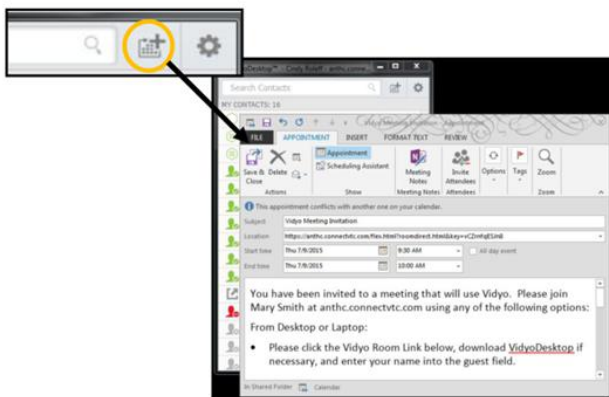 Search Contacts
MY CONTACTS: 16
FILE APPOINTMENT INSERT FORMAT TEXT REVIEW
Save & Close
Delete
Actions
Appointment
Scheduling Assistant
Show
Meeting Notes
Meeting Notes
Invite Attendees
Attendees
Options
Tags
Zoom
Zoom
This appointment conflicts with another one on your calendar.
Subject Vidyo Meeting Invitation
Location
Start time Thu 7/9/2015 9:30 AM All day event
End time Thu 7/9/2015 10:00 AM
You have been invited to a meeting that will use Vidyo. Please join
Mary Smith at anthc.connectvtc.com using any of the following options:
From Desktop or Laptop:
• Please click the Vidyo Room Link below, download VidyoDesktop if
necessary, and enter your name into the guest field.
In Shared Folder Calendar